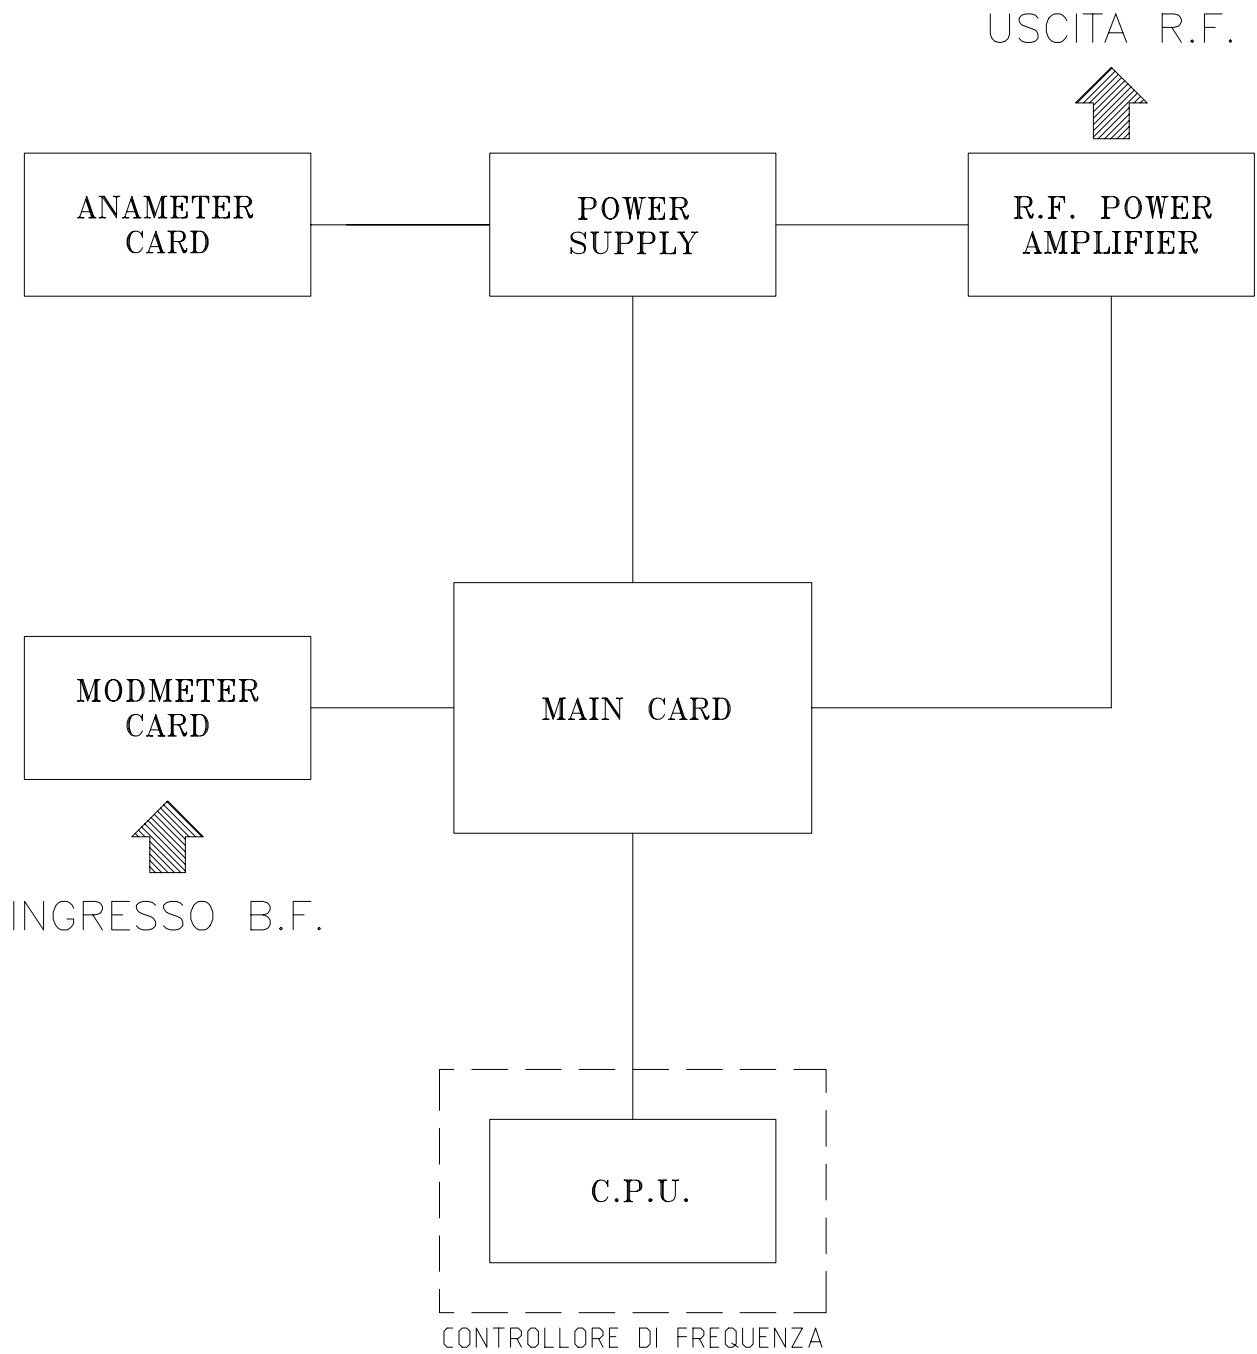 USCITA R.F.
ANAMETER
CARD
POWER
SUPPLY
R.F. POWER
AMPLIFIER
MODMETER
CARD
MAIN CARD
INGRESSO B.F.
C.P.U.
CONTROLLORE DI FREQUENZA